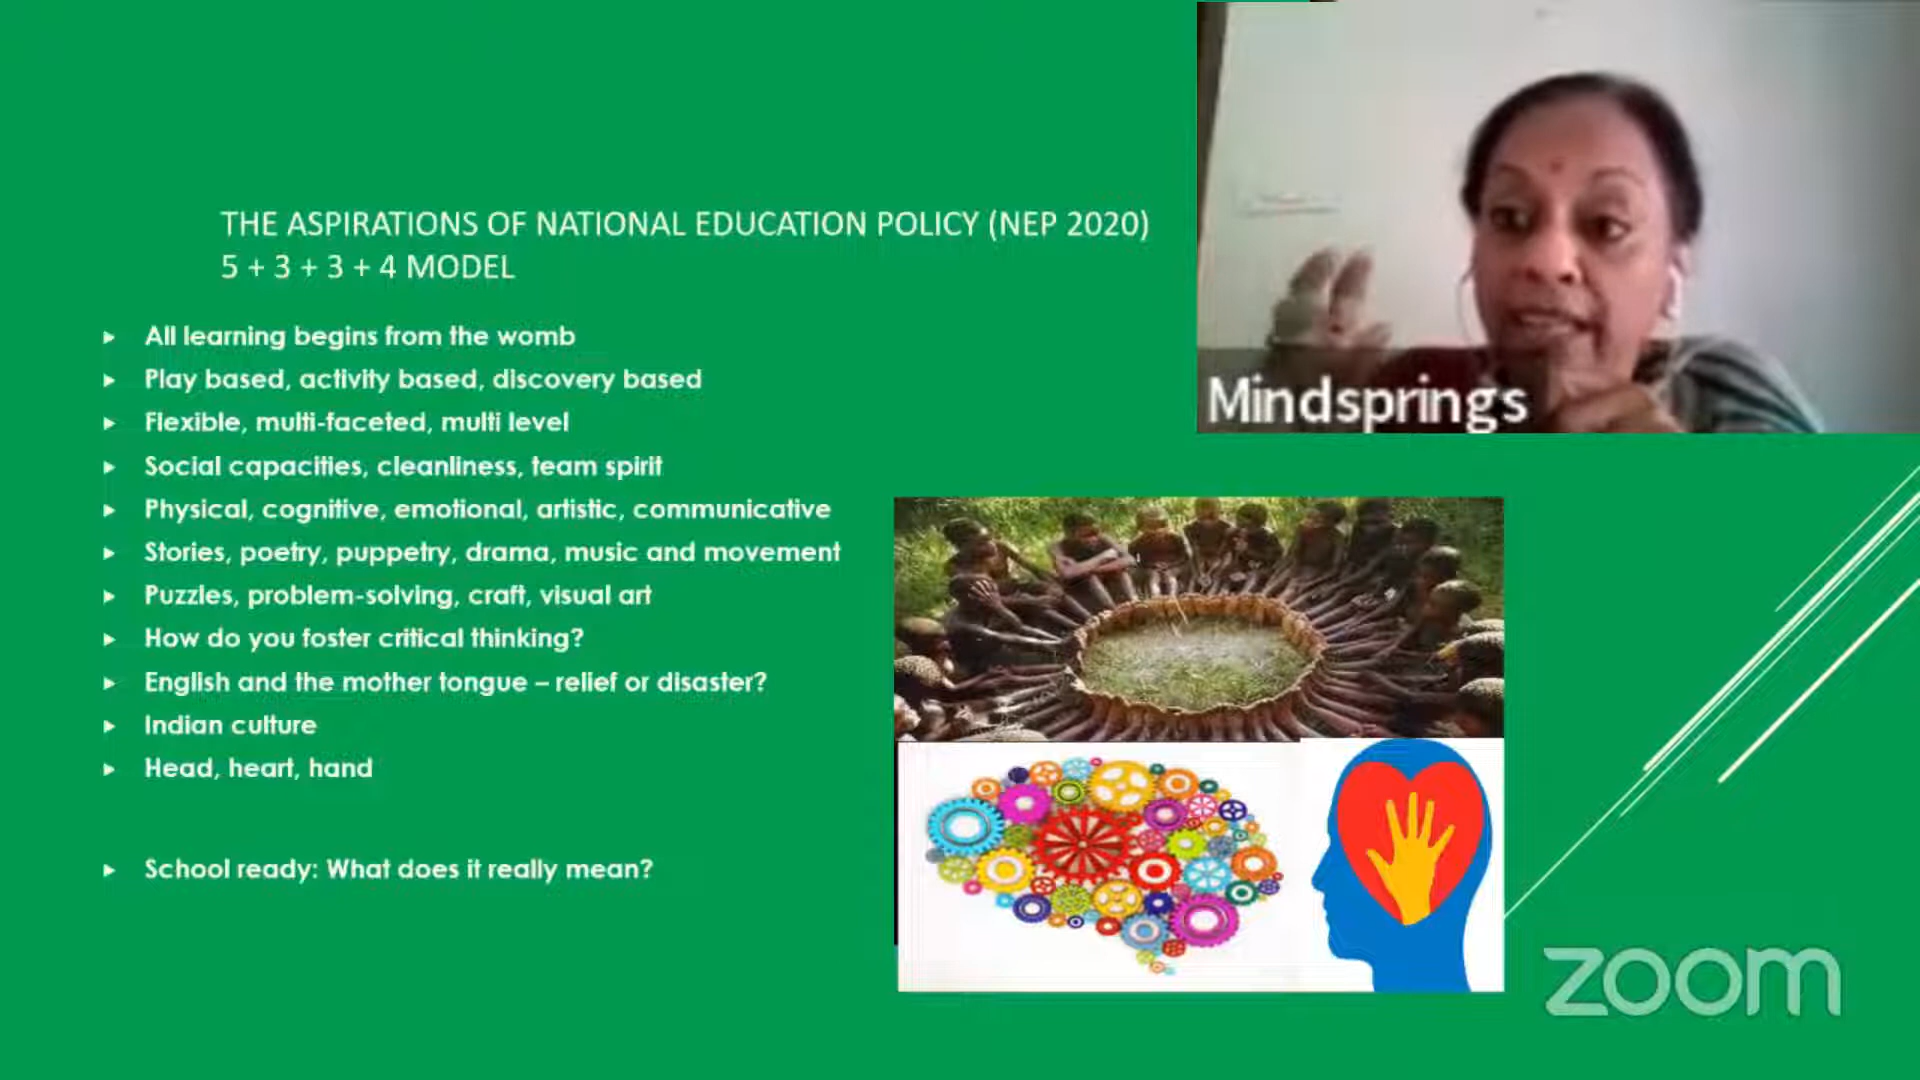 THE ASPIRATIONS OF NATIONAL EDUCATION POLICY (NEP 2020)
5 + 3 + 3 + 4 MODEL
All learning begins from the womb
Play based, activity based, discovery based
Flexible, multi-faceted, multi level
Social capacities, cleanliness, team spirit
Physical, cognitive, emotional, artistic, communicative
Stories, poetry, puppetry, drama, music and movement
Puzzles, problem-solving, craft, visual art
How do you foster critical thinking?
English and the mother tongue – relief or disaster?
Indian culture
Head, heart, hand
School ready: What does it really mean?
Mindsprings
zoom